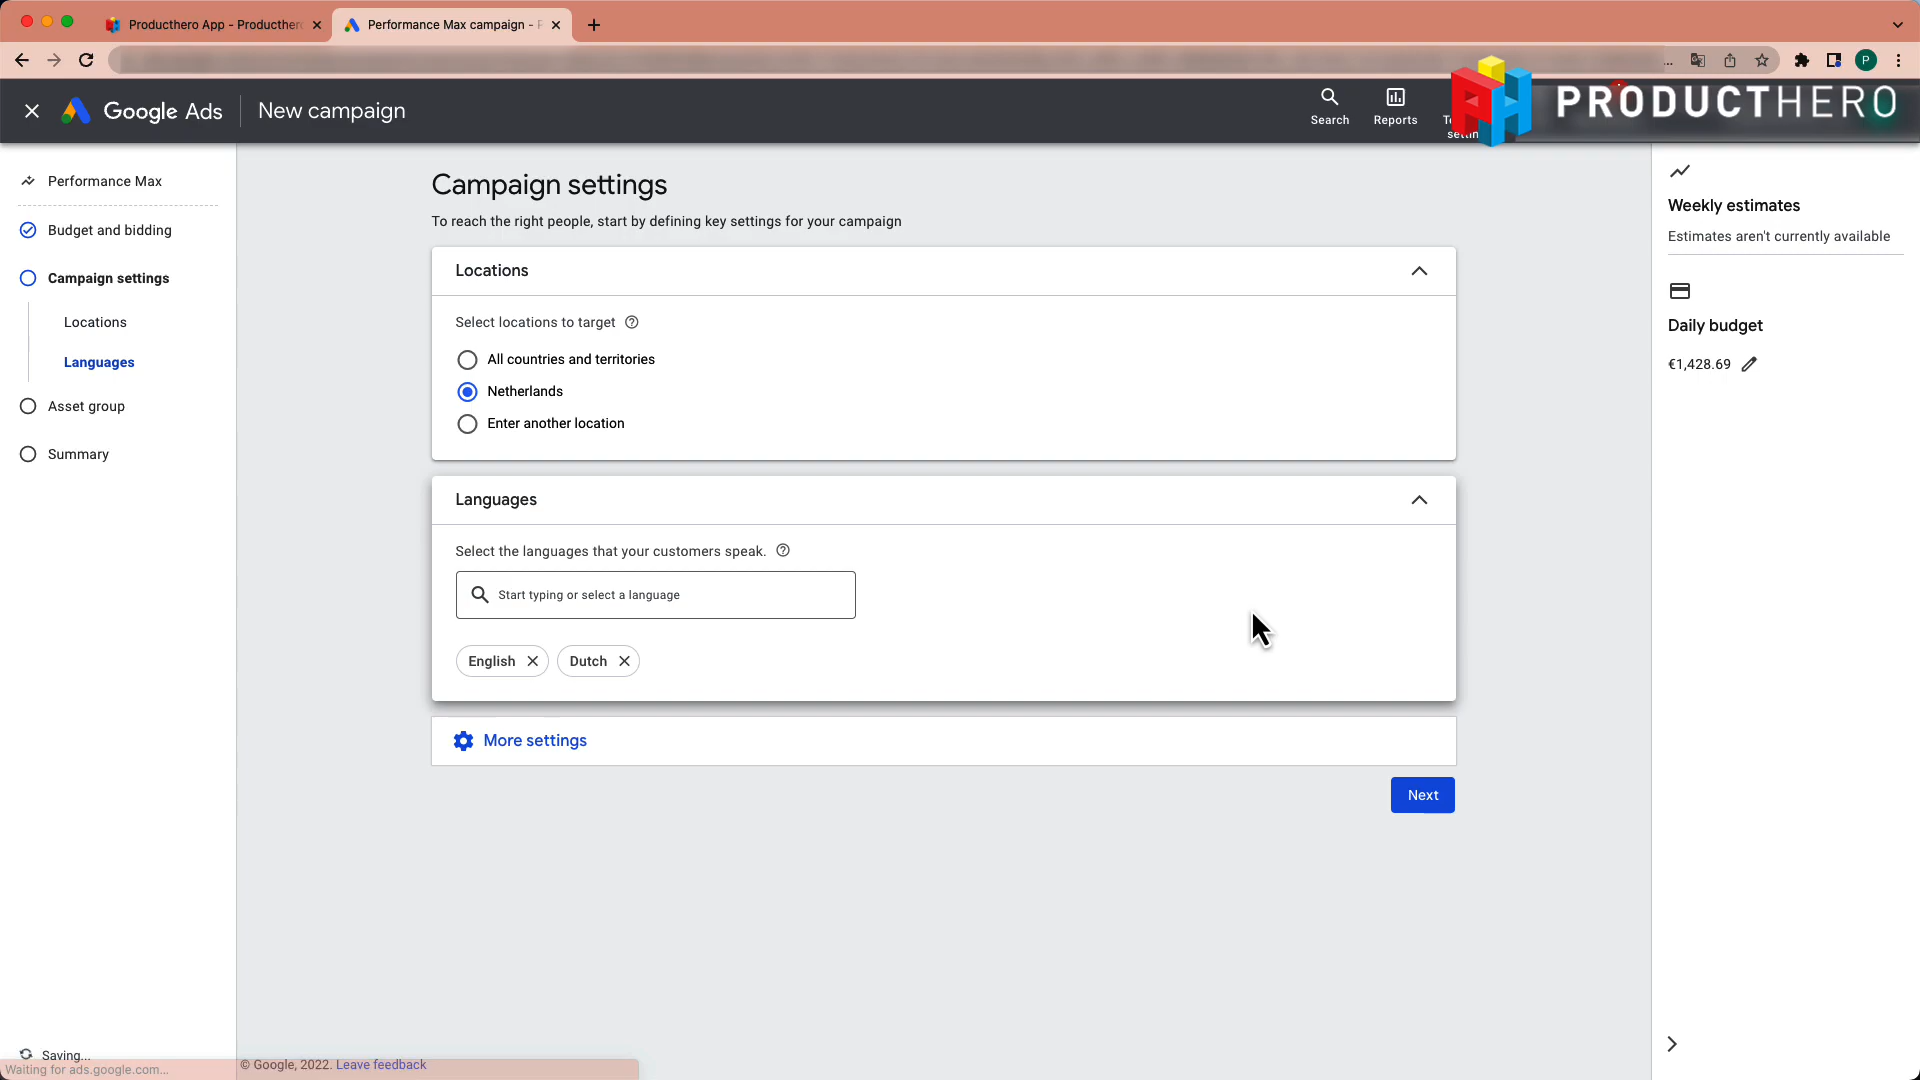 Producthero App - Producther
Performance Max campaign - P
P
Google Ads
New campaign
Search
Reports
PRODUCTHERO
Performance Max
Budget and bidding
Campaign settings
Locations
Languages
Asset group
Summary
Campaign settings
To reach the right people, start by defining key settings for your campaign
Locations
Select locations to target
All countries and territories
Netherlands
Enter another location
Languages
Select the languages that your customers speak.
Start typing or select a language
English
Dutch
More settings
Next
Weekly estimates
Estimates aren't currently available
Daily budget
€1,428.69
Saving...
Waiting for ads.google.com...
© Google, 2022. Leave feedback